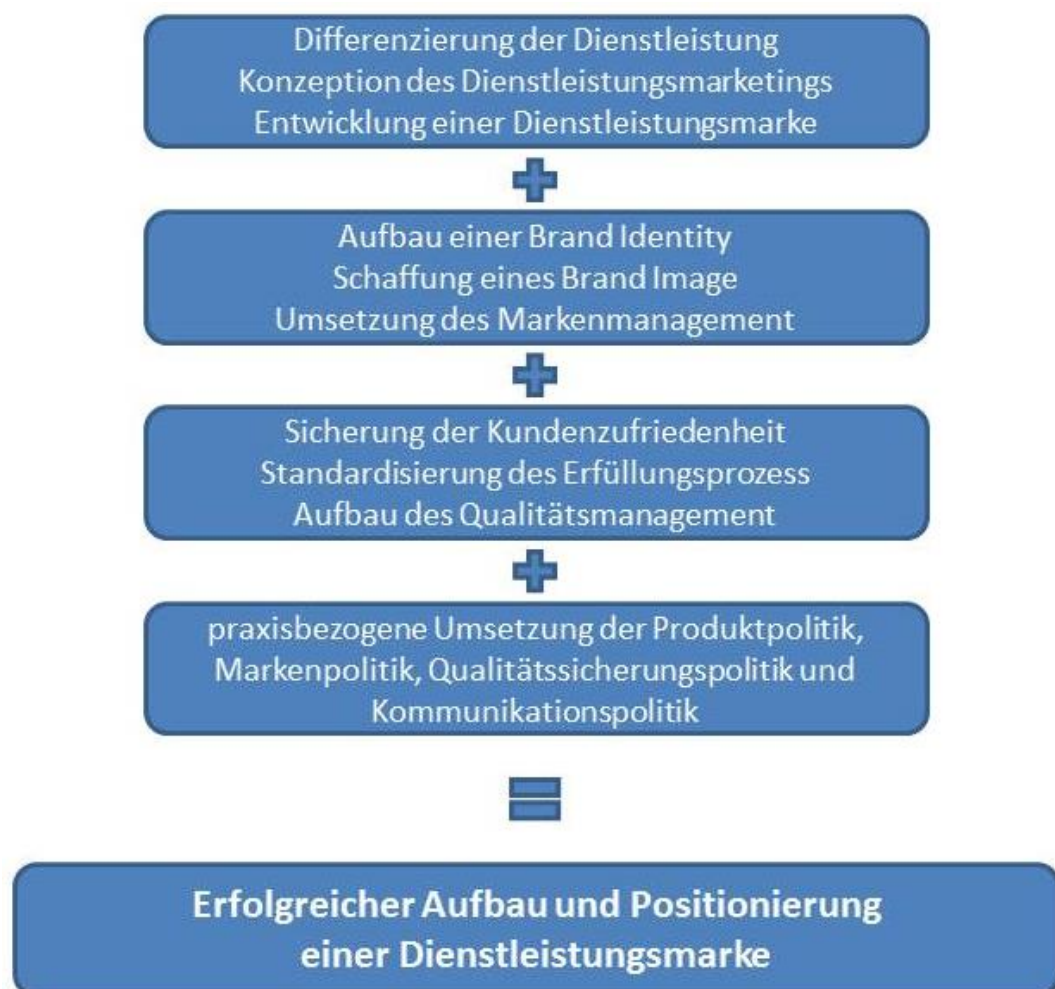 Differenzierung der Dienstleistung
Konzeption des Dienstleistungsmarketings
Entwicklung einer Dienstleistungsmarke
Aufbau einer Brand Identity
Schaffung eines Brand Image
Umsetzung des Markenmanagement
Sicherung der Kundenzufriedenheit
Standardisierung des Erfüllungsprozess
Aufbau des Qualitätsmanagement
praxisbezogene Umsetzung der Produktpolitik,
Markenpolitik, Qualitätssicherungspolitik und
Kommunikationspolitik
Erfolgreicher Aufbau und Positionierung
einer Dienstleistungsmarke